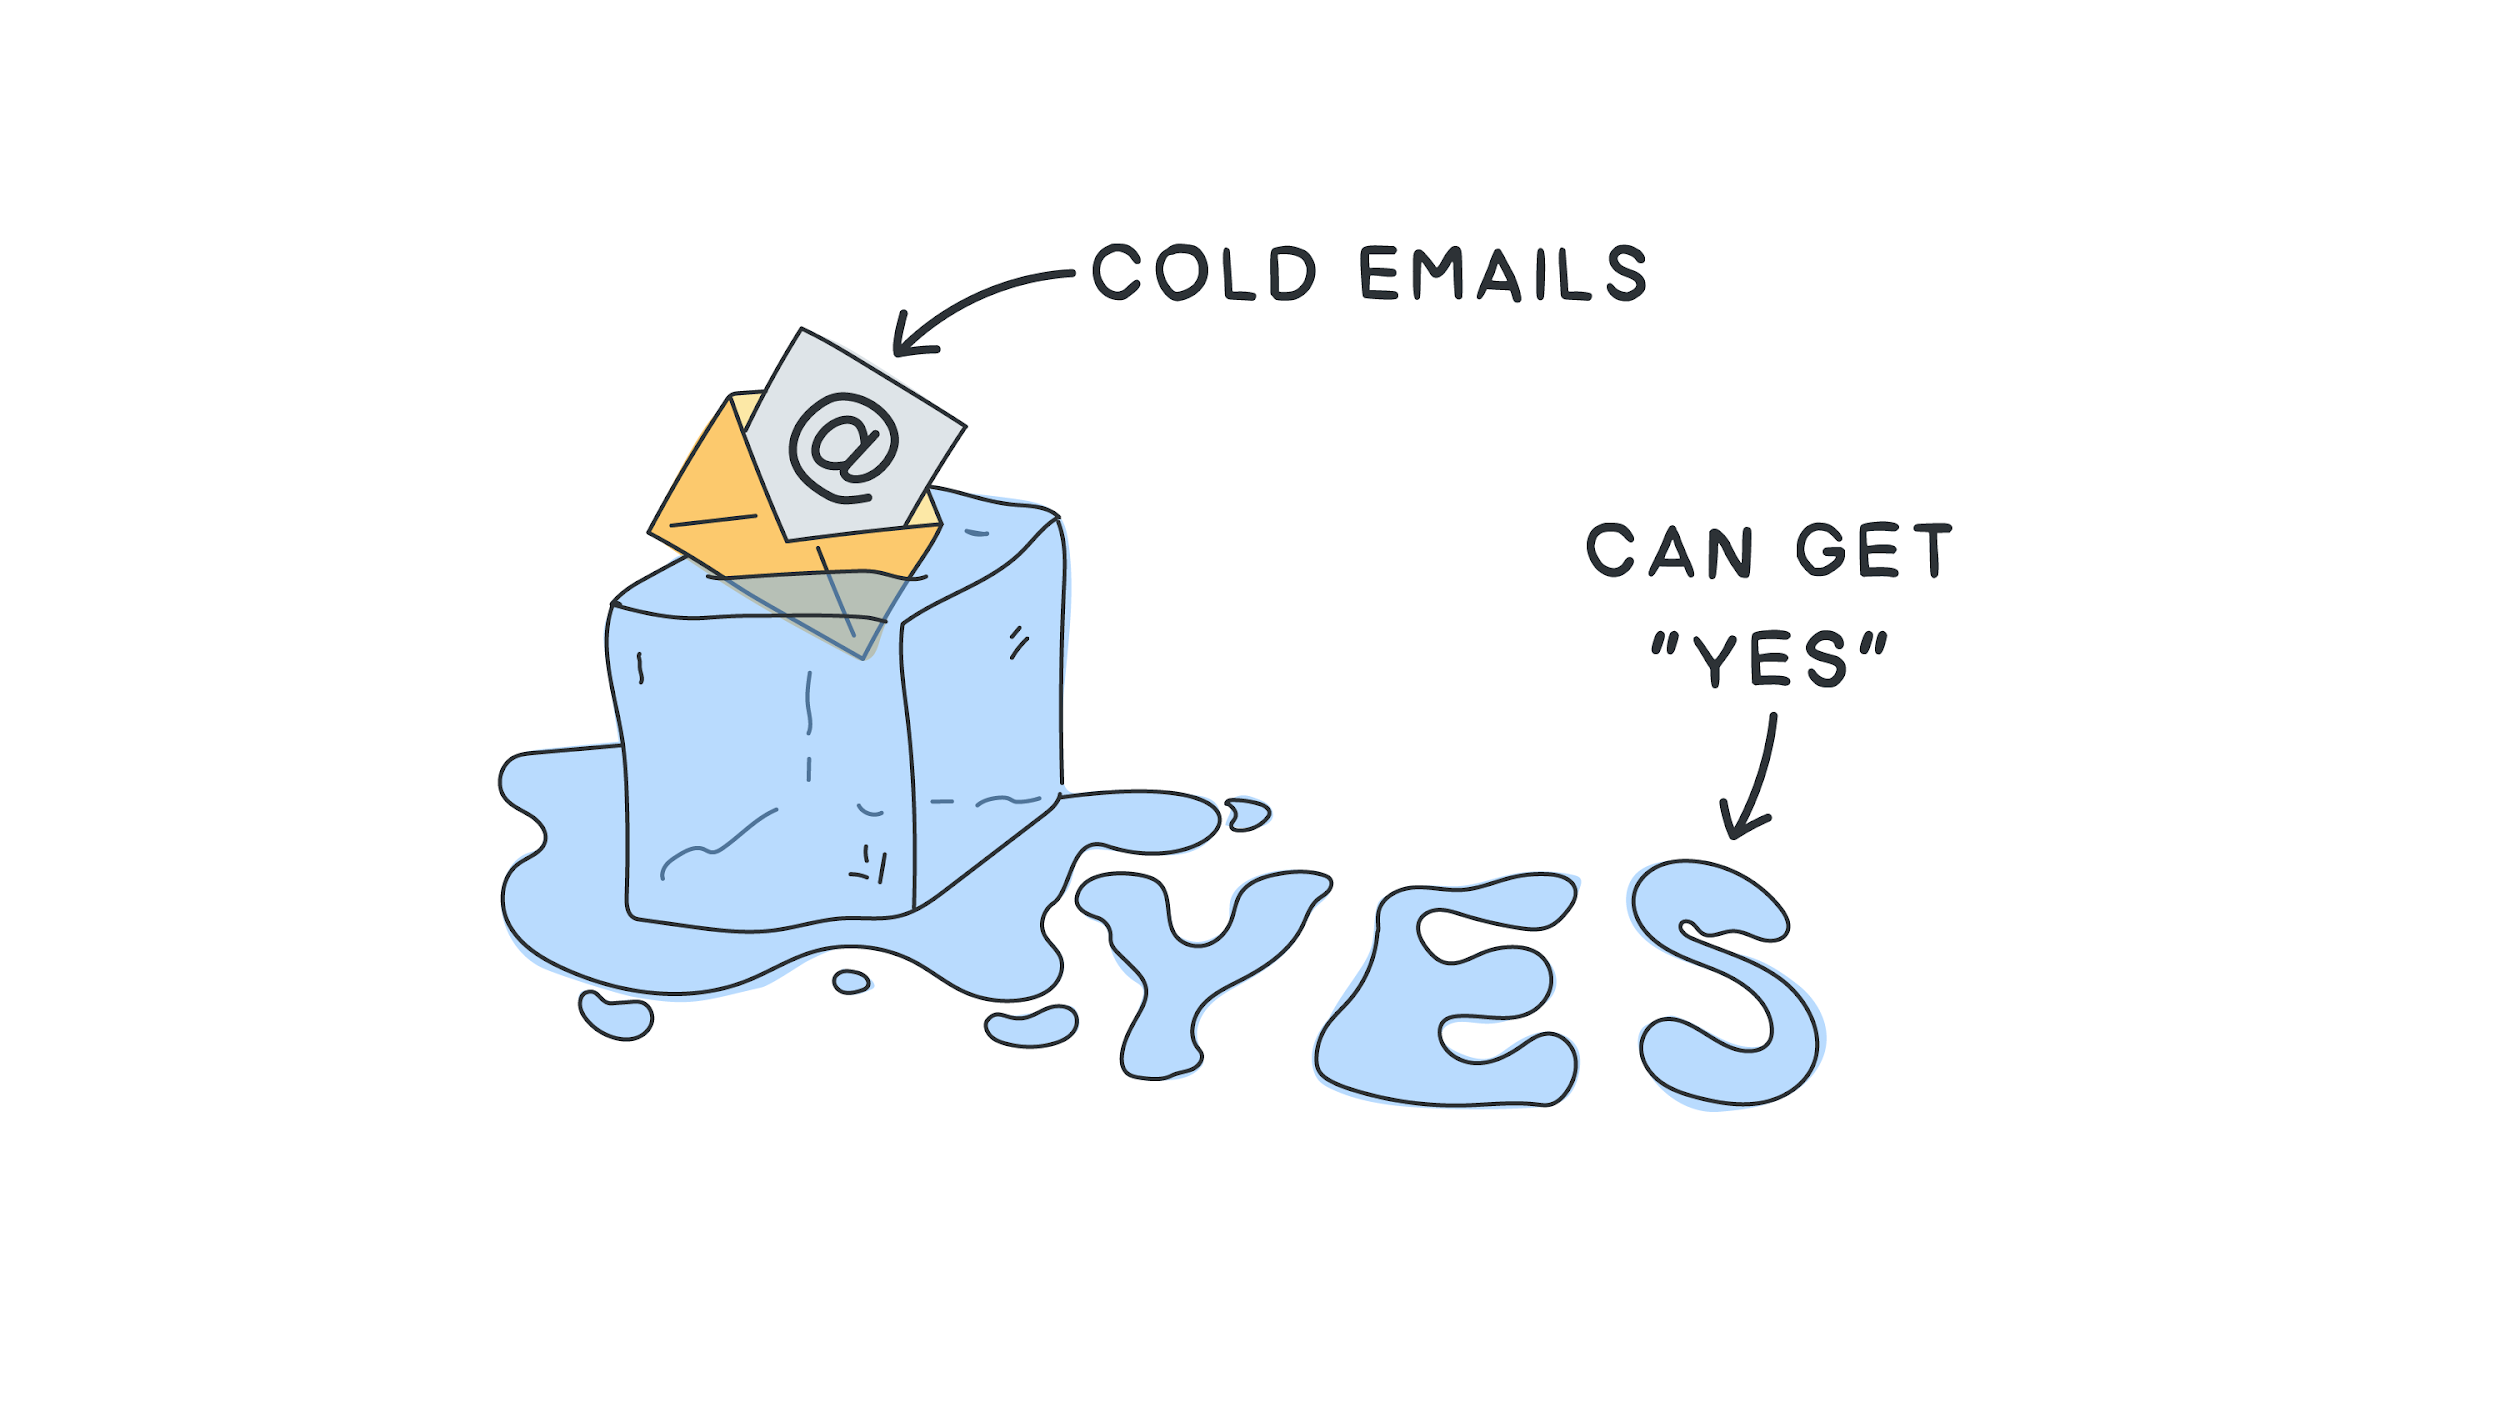 COLD EMAILS
@
CAN GET
"YES"
YES